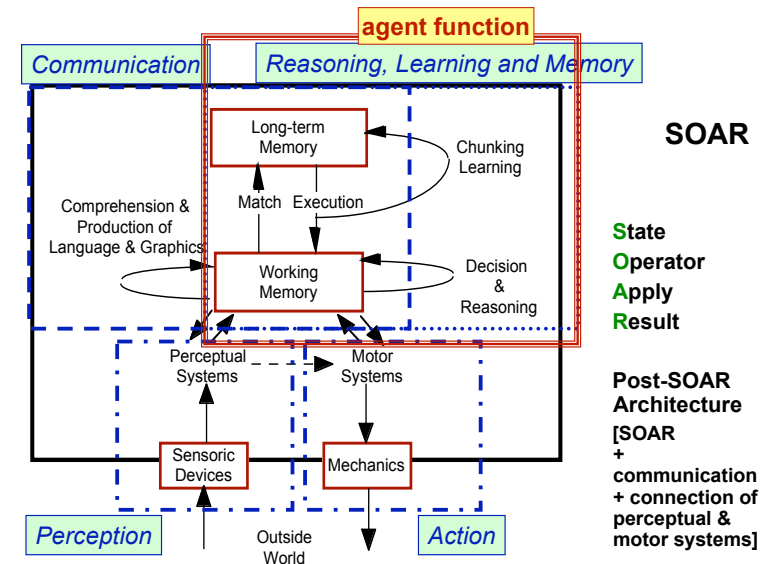 agent function
Communication
Reasoning, Learning and Memory
Long-term
Memory
Chunking
Learning
SOAR
Match
Execution
Comprehension &
Production of
Language & Graphics
Working
Memory
Decision
&
Reasoning
State
Operator
Apply
Result
Perceptual
Systems
Motor
Systems
Post-SOAR
Architecture
[SOAR
+
communication
+ connection of
perceptual &
motor systems]
Sensoric
Devices
Mechanics
Perception
Outside
World
Action